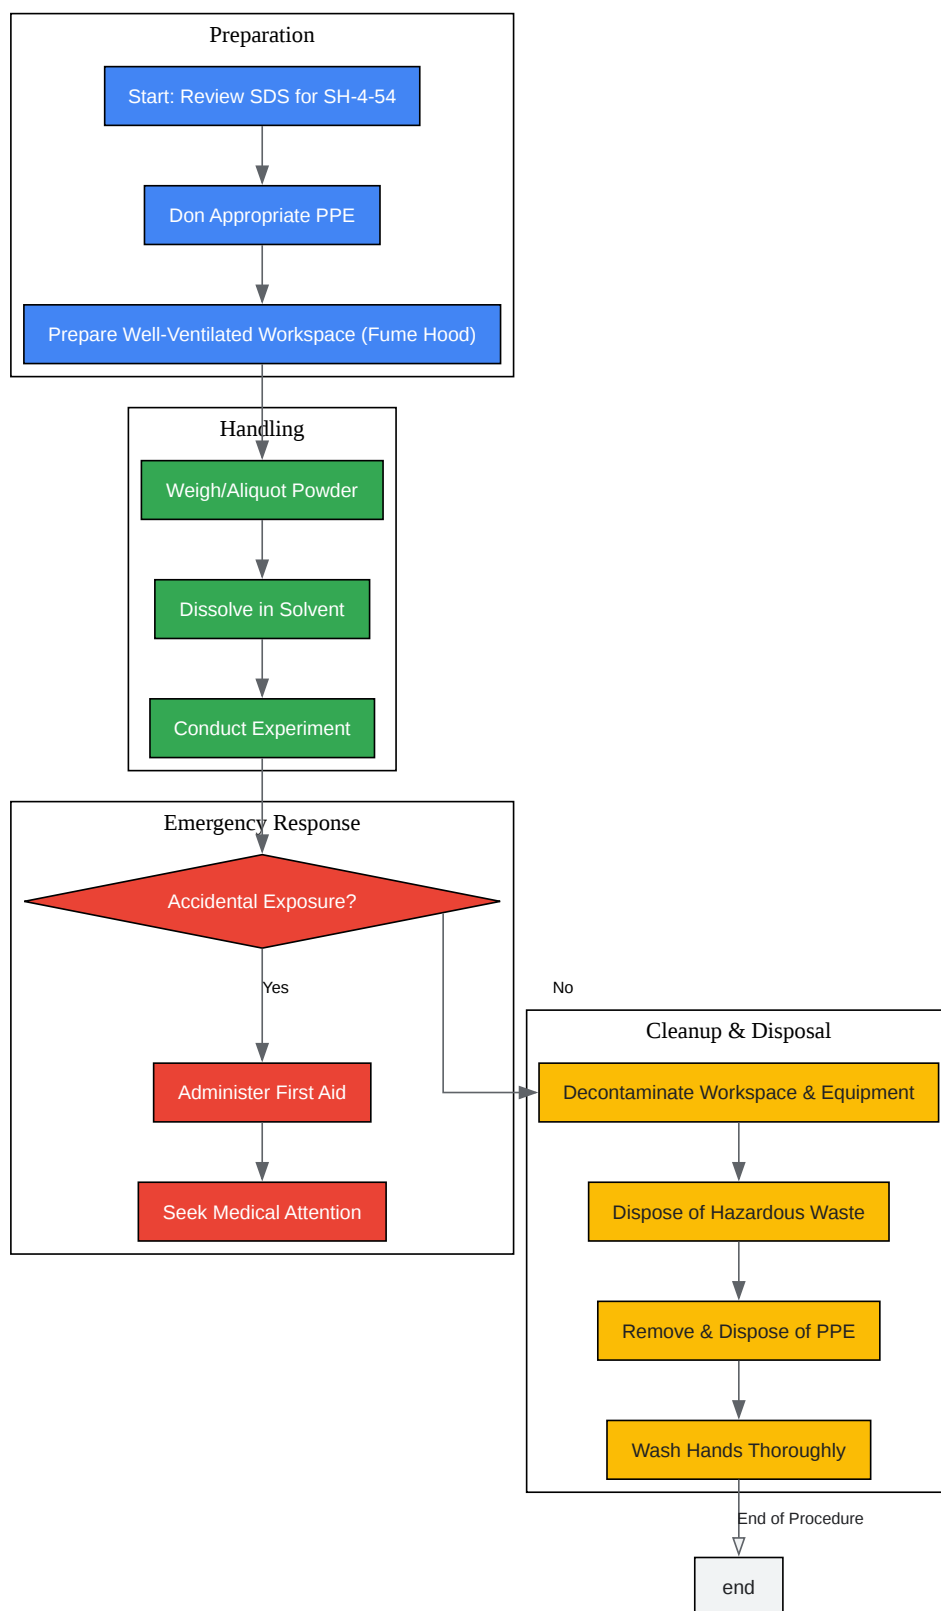 Preparation
Start: Review SDS for SH-4-54
Don Appropriate PPE
Prepare Well-Ventilated Workspace (Fume Hood)
Handling
Weigh/Aliquot Powder
Dissolve in Solvent
Conduct Experiment
Emergency Response
Accidental Exposure?
Yes
No
Administer First Aid
Seek Medical Attention
Cleanup & Disposal
Decontaminate Workspace & Equipment
Dispose of Hazardous Waste
Remove & Dispose of PPE
Wash Hands Thoroughly
End of Procedure
end